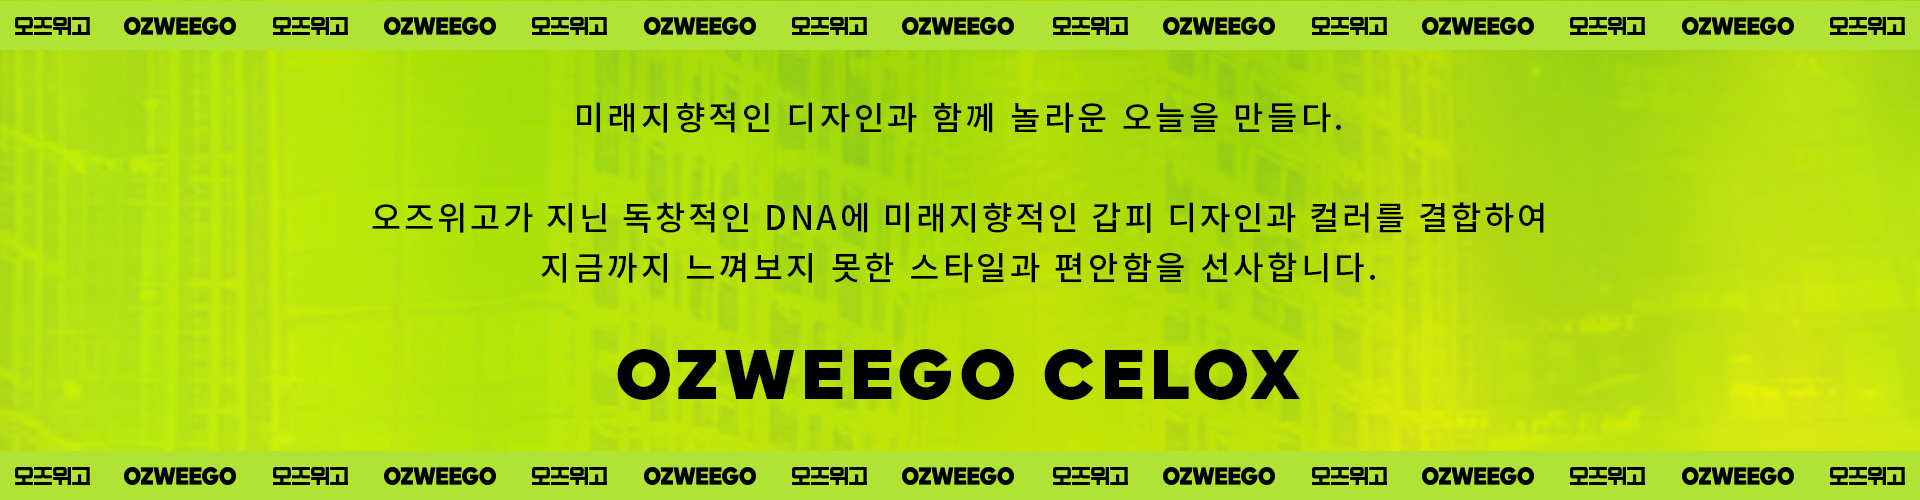 오즈위고 OZWEEGO 오즈위고 OZWEEGO 오즈위고 OZWEEGO 오즈위고 OZWEEGO 오즈위고 OZWEEGO 오즈위고 OZWEEGO 오즈위고 OZWEEGO 오즈위고
미래지향적인 디자인과 함께 놀라운 오늘을 만들다.
오즈위고가 지닌 독창적인 DNA에 미래지향적인 갑피 디자인과 컬러를 결합하여
지금까지 느껴보지 못한 스타일과 편안함을 선사합니다.
OZWEEGO CELOX
오즈위고 OZWEEGO 오즈위고 OZWEEGO 오즈위고 OZWEEGO 오즈위고 OZWEEGO 오즈위고 OZWEEGO 오즈위고 OZWEEGO 오즈위고 OZWEEGO 오즈위고